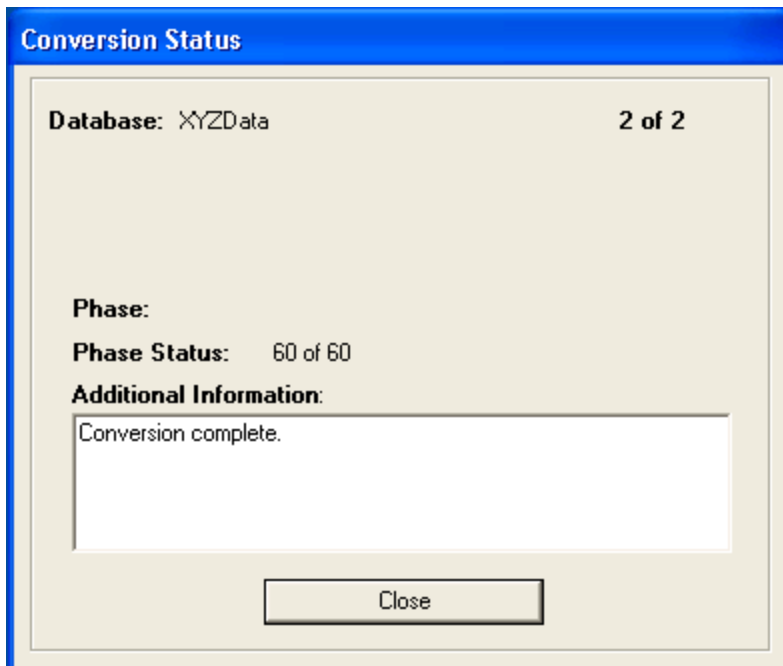 Conversion Status
Database: XYZData 2 of 2
Phase:
Phase Status: 60 of 60
Additional Information:
Conversion complete.
Close